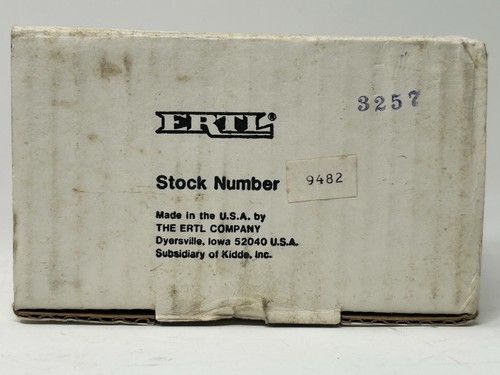 3257
ERTL®
Stock Number 9482
Made in the U.S.A. by
THE ERTL COMPANY
Dyersville, Iowa 52040 U.S.A.
Subsidiary of Kidde, Inc.